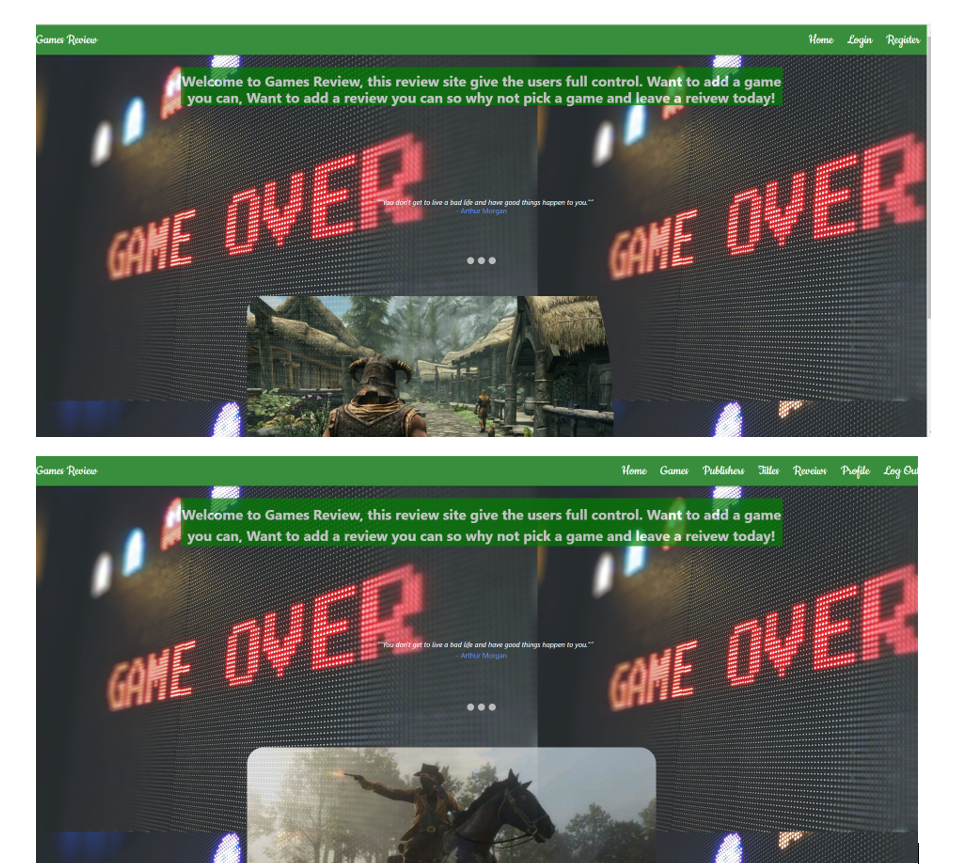 Games Review
Home Login Register
Welcome to Games Review, this review site give the users full control. Want to add a game
you can, Want to add a review you can so why not pick a game and leave a reivew today!
GAME OVER GAME OVER
""You don't get to live a bad life and have good things happen to you.""
- Arthur Morgan
Games Review
Home Games Publishers Titles Reveiws Profile Log Out
Welcome to Games Review, this review site give the users full control. Want to add a game
you can, Want to add a review you can so why not pick a game and leave a reivew today!
GAME OVER GAME OVER
""You don't get to live a bad life and have good things happen to you.""
- Arthur Morgan